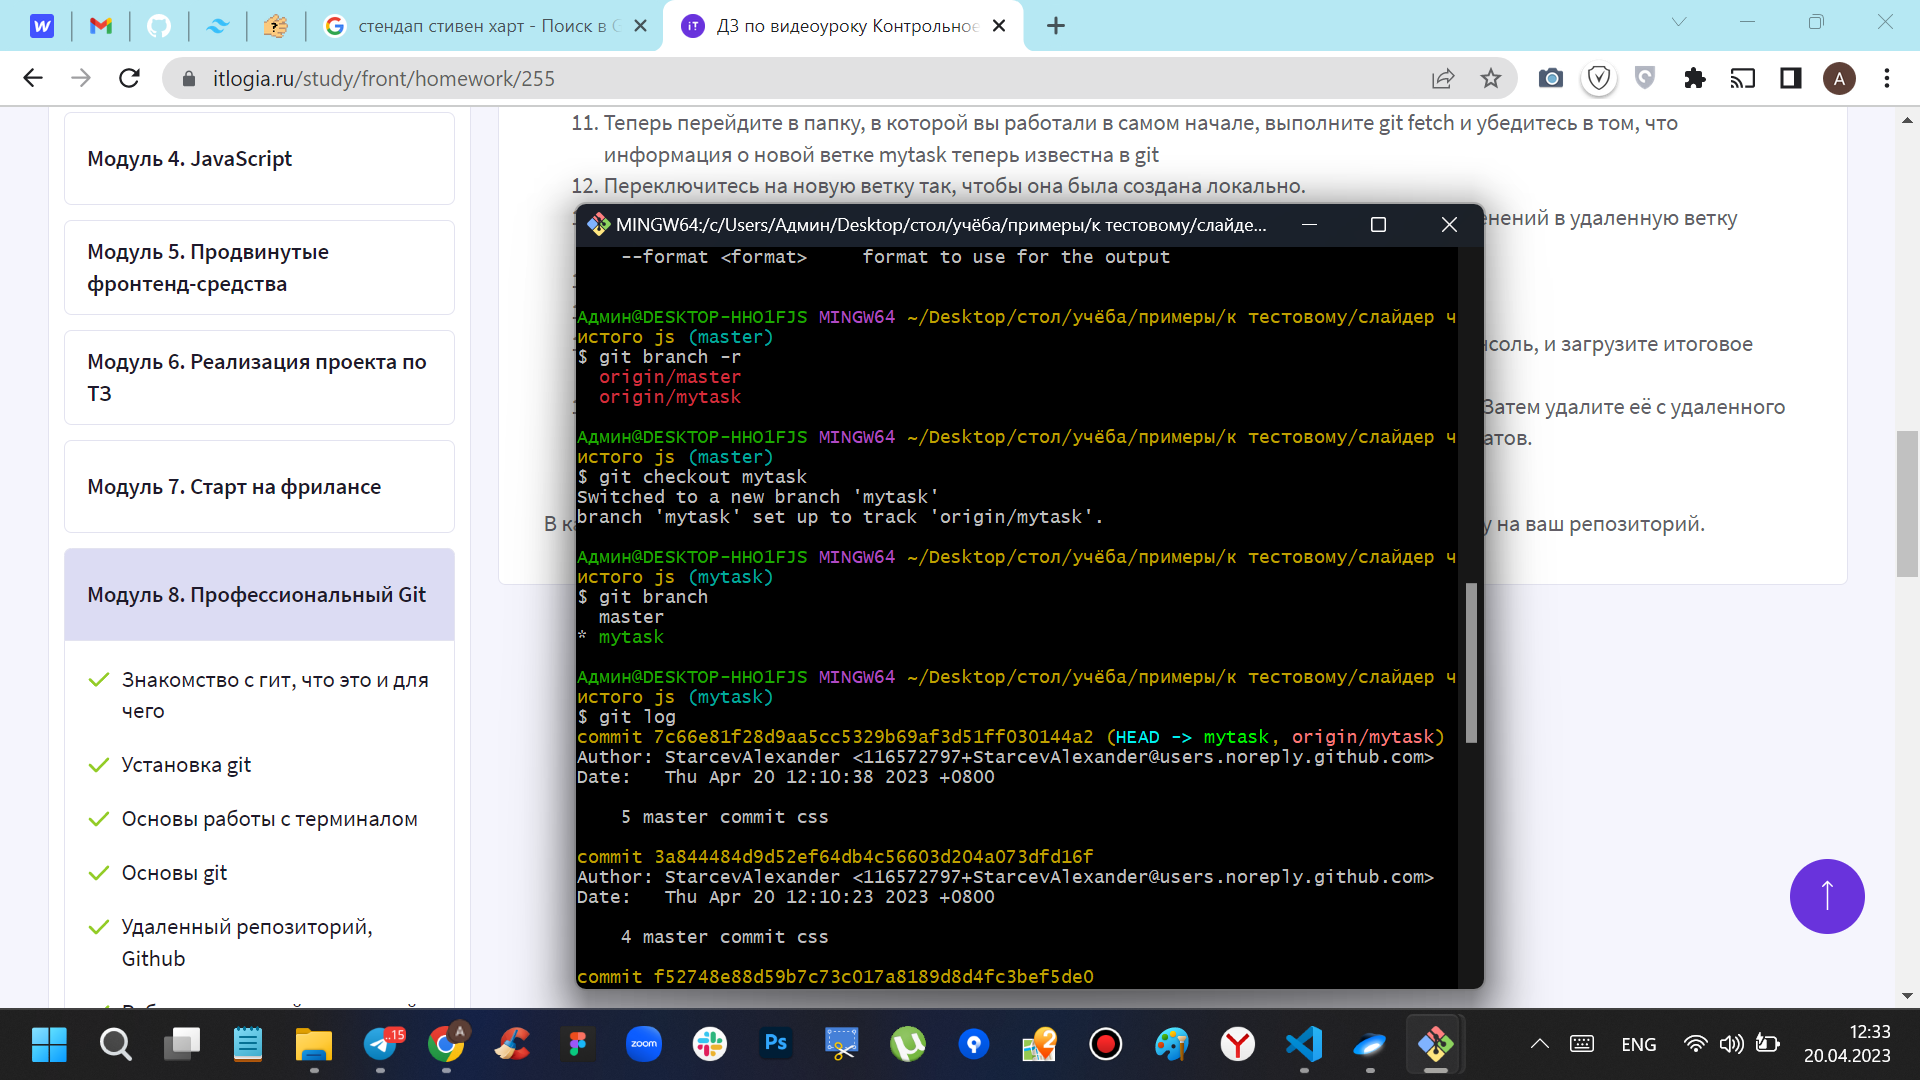 стендап стивен харт - Поиск в
ДЗ по видеоуроку Контрольное
itlogia.ru/study/front/homework/255
A
Модуль 4. JavaScript
Модуль 5. Продвинутые
фронтенд-средства
Модуль 6. Реализация проекта по
ТЗ
Модуль 7. Старт на фрилансе
Модуль 8. Профессиональный Git
Знакомство с гит, что это и для
чего
Установка git
Основы работы с терминалом
Основы git
Удаленный репозиторий,
Github
11. Теперь перейдите в папку, в которой вы работали в самом начале, выполните git fetch и убедитесь в том, что
информация о новой ветке mytask теперь известна в git
12. Переключитесь на новую ветку так, чтобы она была создана локально.
нений в удаленную ветку
нсоль, и загрузите итоговое
Затем удалите её с удаленного
атов.
В к
у на ваш репозиторий.
MINGW64:/c/Users/Админ/Desktop/стол/учёба/примеры/к тестовому/слайде...
--format <format>     format to use for the output
Админ@DESKTOP-HHO1FJS MINGW64 ~/Desktop/стол/учёба/примеры/к тестовому/слайдер ч
истого js (master)
$ git branch -r
origin/master
origin/mytask
Админ@DESKTOP-HHO1FJS MINGW64 ~/Desktop/стол/учёба/примеры/к тестовому/слайдер ч
истого js (master)
$ git checkout mytask
Switched to a new branch 'mytask'
branch 'mytask' set up to track 'origin/mytask'.
Админ@DESKTOP-HHO1FJS MINGW64 ~/Desktop/стол/учёба/примеры/к тестовому/слайдер ч
истого js (mytask)
$ git branch
master
* mytask
Админ@DESKTOP-HHO1FJS MINGW64 ~/Desktop/стол/учёба/примеры/к тестовому/слайдер ч
истого js (mytask)
$ git log
commit 7c66e81f28d9aa5cc5329b69af3d51ff030144a2 (HEAD -> mytask, origin/mytask)
Author: StarcevAlexander <116572797+StarcevAlexander@users.noreply.github.com>
Date:   Thu Apr 20 12:10:38 2023 +0800
5 master commit css
commit 3a844484d9d52ef64db4c56603d204a073dfd16f
Author: StarcevAlexander <116572797+StarcevAlexander@users.noreply.github.com>
Date:   Thu Apr 20 12:10:23 2023 +0800
4 master commit css
commit f52748e88d59b7c73c017a8189d8d4fc3bef5de0
..15
A
zoom
Ps
ENG
12:33
20.04.2023